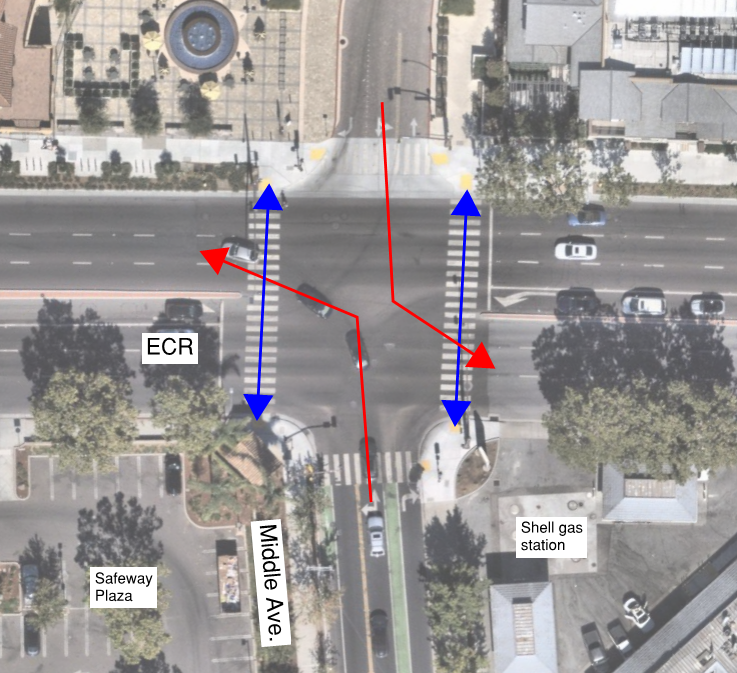 ECR
Middle Ave.
Shell gas
station
Safeway
Plaza